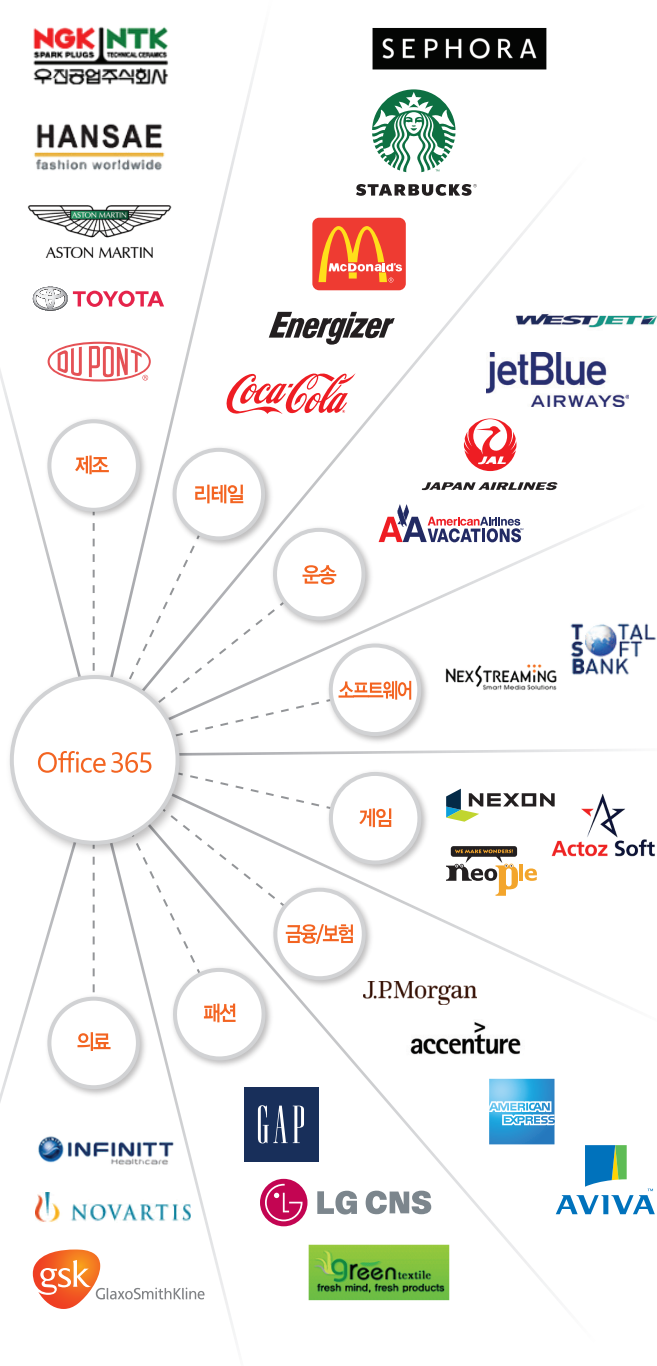 NGK NTK
SPARK PLUGS TECHNICAL CERAMICS
우진공업주식회사
HANSAE
fashion worldwide
ASTON MARTIN
ASTON MARTIN
TOYOTA
DU PONT
제조
SEPHORA
STARBUCKS
McDonald's
Energizer
Coca-Cola
리테일
WESTJET
jetBlue
AIRWAYS
JAL
JAPAN AIRLINES
AA AmericanAirlines
VACATIONS
운송
TOTAL
SOFT
BANK
NEXSTREAMING
Smart Media Solutions
소프트웨어
Office 365
NEXON
Actoz Soft
WE MAKE WONDERS!
neople
게임
금융/보험
J.P.Morgan
accenture
AMERICAN
EXPRESS
AVIVA
패션
GAP
LG CNS
greentextile
fresh mind, fresh products
의료
INFINITT
Healthcare
NOVARTIS
gsk GlaxoSmithKline